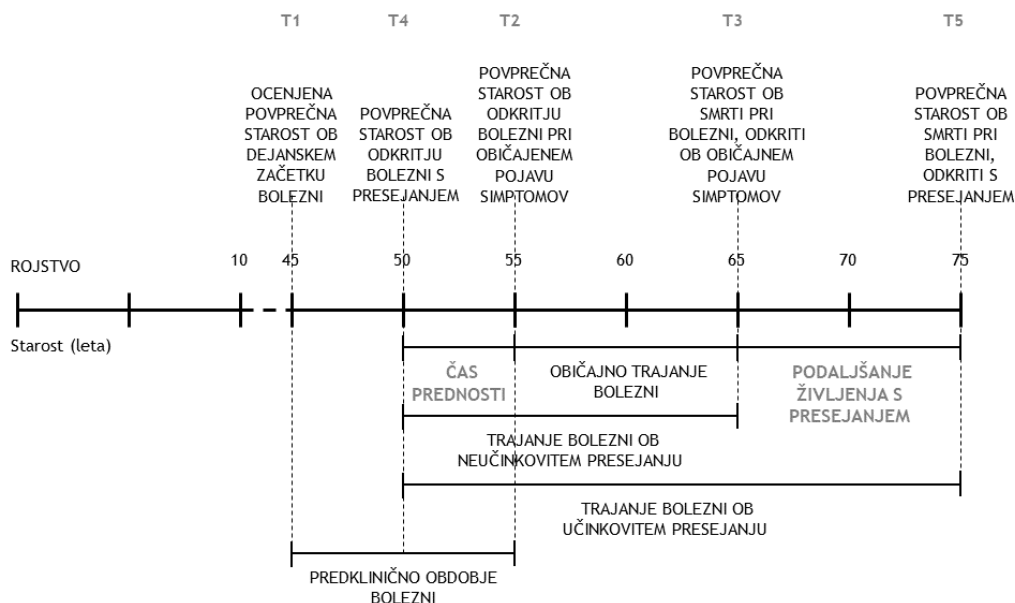 T1
T4
T2
T3
T5
OCENJENA
POVPREČNA
STAROST OB
DEJANSKEM
ZAČETKU
BOLEZNI
POVPREČNA
STAROST OB
ODKRITJU
BOLEZNI S
PRESEJANJEM
POVPREČNA
STAROST OB
ODKRITJU
BOLEZNI PRI
OBIČAJENEM
POJAVU
SIMPTOMOV
POVPREČNA
STAROST OB
SMRTI PRI
BOLEZNI, ODKRITI
OB OBIČAJNEM
POJAVU
SIMPTOMOV
POVPREČNA
STAROST OB
SMRTI PRI
BOLEZNI,
ODKRITI S
PRESEJANJEM
ROJSTVO
10
45
50
55
60
65
70
75
Starost (leta)
ČAS
PREDNOSTI
OBIČAJNO TRAJANJE
BOLEZNI
PODALJŠANJE
ŽIVLJENJA S
PRESEJANJEM
TRAJANJE BOLEZNI OB
NEUČINKOVITEM PRESEJANJU
TRAJANJE BOLEZNI OB
UČINKOVITEM PRESEJANJU
PREDKLINIČNO OBDOBJE
BOLEZNI